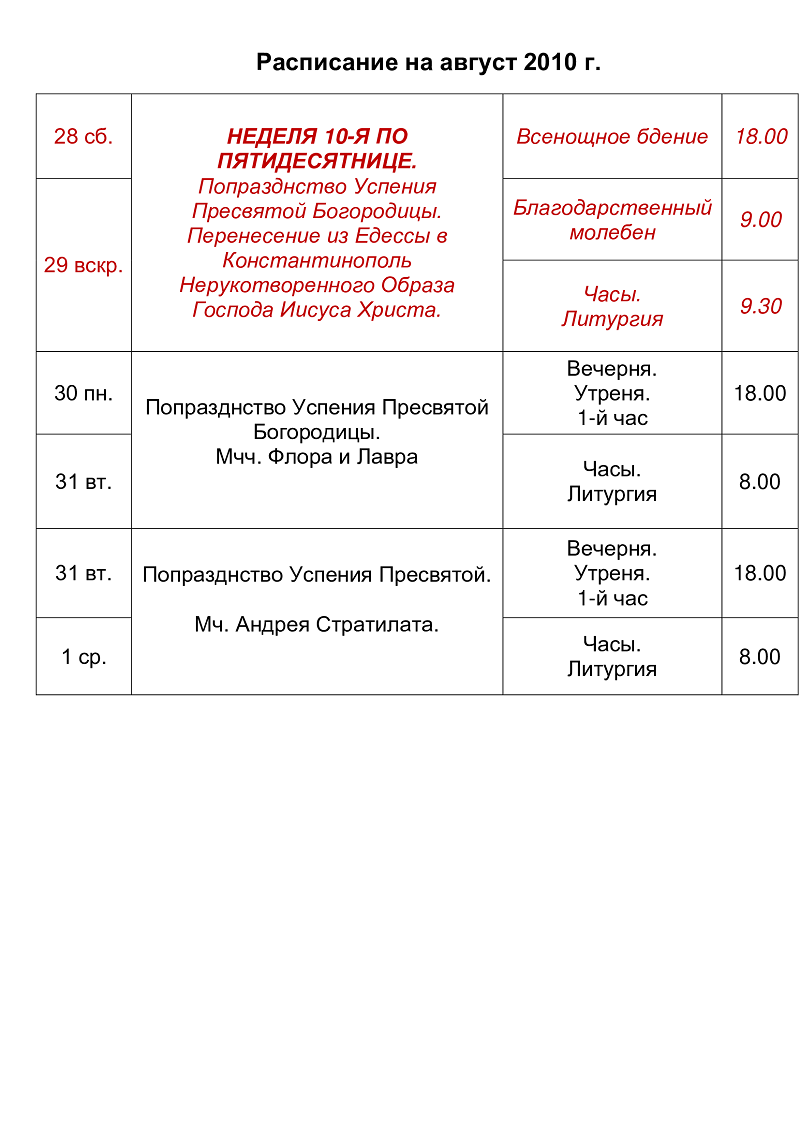 Расписание на август 2010 г.
28 сб.
НЕДЕЛЯ 10-Я ПО
ПЯТИДЕСЯТНИЦЕ.
Попразднство Успения
Пресвятой Богородицы.
Перенесение из Едессы в
Константинополь
Нерукотворенного Образа
Господа Иисуса Христа.
Всенощное бдение
18.00
29 вскр.
Благодарственный
молебен
9.00
Часы.
Литургия
9.30
30 пн.
Попразднство Успения Пресвятой
Богородицы.
Мчч. Флора и Лавра
Вечерня.
Утреня.
1-й час
18.00
31 вт.
Часы.
Литургия
8.00
31 вт.
Попразднство Успения Пресвятой.
Мч. Андрея Стратилата.
Вечерня.
Утреня.
1-й час
18.00
1 ср.
Часы.
Литургия
8.00